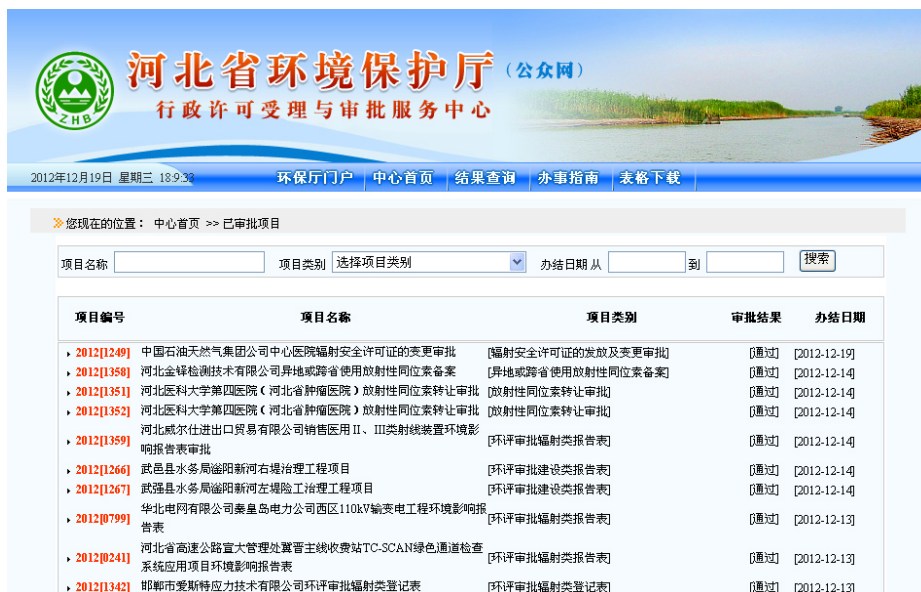 河北省环境保护厅(公众网)
行政许可受理与审批服务中心
ZHB
2012年12月19日 星期三 18:9:33 环保厅门户 中心首页 结果查询 办事指南 表格下载
您现在的位置: 中心首页 >> 已审批项目
项目名称 项目类别 选择项目类别 办结日期 从 到 搜索
项目编号 项目名称 项目类别 审批结果 办结日期
2012[1249] 中国石油天然气集团公司中心医院辐射安全许可证的变更审批 [辐射安全许可证的发放及变更审批] [通过] [2012-12-19]
2012[1358] 河北金铎检测技术有限公司异地或跨省使用放射性同位素备案 [异地或跨省使用放射性同位素备案] [通过] [2012-12-14]
2012[1351] 河北医科大学第四医院(河北省肿瘤医院)放射性同位素转让审批 [放射性同位素转让审批] [通过] [2012-12-14]
2012[1352] 河北医科大学第四医院(河北省肿瘤医院)放射性同位素转让审批 [放射性同位素转让审批] [通过] [2012-12-14]
河北威尔仕进出口贸易有限公司销售医用II、III类射线装置环境影
2012[1359] [环评审批辐射类报告表] [通过] [2012-12-14]
响报告表审批
2012[1266] 武邑县水务局滏阳新河右堤治理工程项目 [环评审批建设类报告表] [通过] [2012-12-14]
2012[1267] 武强县水务局滏阳新河左堤险工治理工程项目 [环评审批建设类报告表] [通过] [2012-12-14]
华北电网有限公司秦皇岛电力公司西区110kV输变电工程环境影响报
2012[0799] [环评审批辐射类报告表] [通过] [2012-12-13]
告表
河北省高速公路宣大管理处冀晋主线收费站TC-SCAN绿色通道检查
2012[0241] [环评审批辐射类报告表] [通过] [2012-12-13]
系统应用项目环境影响报告表
2012[1342] 邯郸市爱斯特应力技术有限公司环评审批辐射类登记表 [环评审批辐射类登记表] [通过] [2012-12-13]